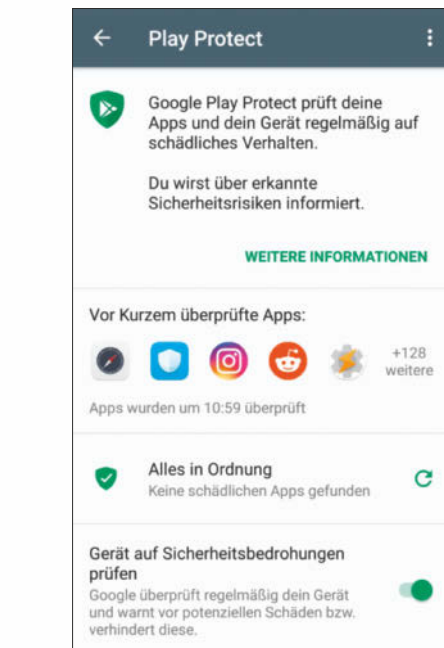 Play Protect
Google Play Protect prüft deine
Apps und dein Gerät regelmäßig auf
schädliches Verhalten.
Du wirst über erkannte
Sicherheitsrisiken informiert.
WEITERE INFORMATIONEN
Vor Kurzem überprüfte Apps:
+128
weitere
Apps wurden um 10:59 überprüft
Alles in Ordnung
Keine schädlichen Apps gefunden
Gerät auf Sicherheitsbedrohungen
prüfen
Google überprüft regelmäßig dein Gerät
und warnt vor potenziellen Schäden bzw.
verhindert diese.